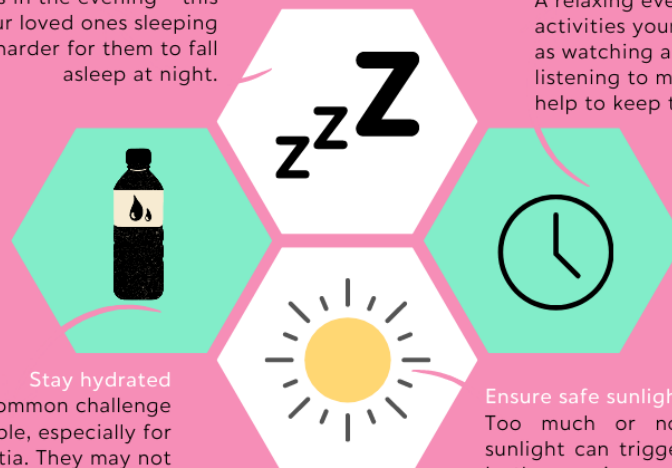 s in the evening this
ur loved ones sleeping
harder for them to fall
asleep at night.
A relaxing eve
activities your
as watching a
listening to m
help to keep t
z z Z
Stay hydrated
ommon challenge
ple, especially for
tia. They may not
Ensure safe sunligh
Too much or no
sunlight can trigge